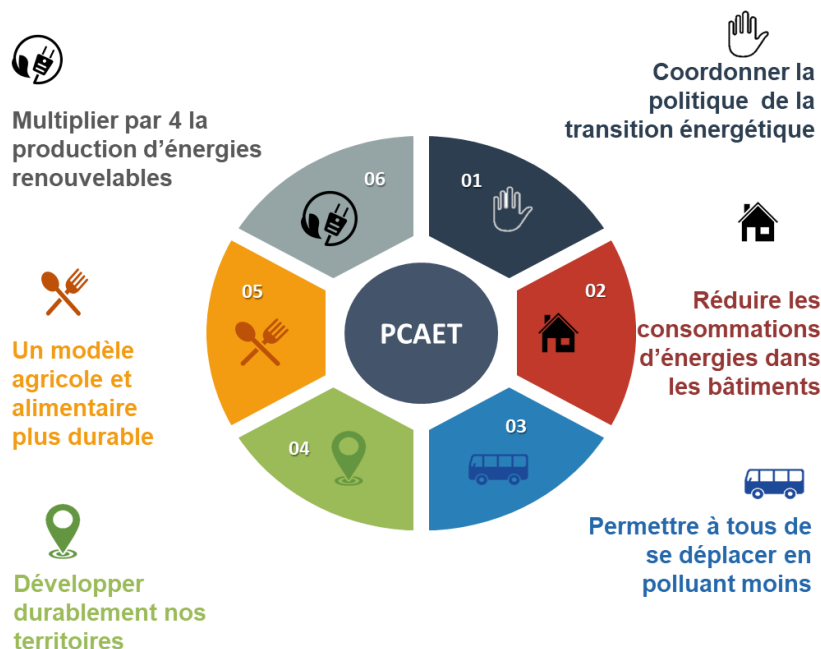 Coordonner la
politique de la
transition énergétique
Multiplier par 4 la
production d’énergies
renouvelables
06
01
05
02
PCAET
Réduire les
consommations
d’énergies dans
les bâtiments
Un modèle
agricole et
alimentaire
plus durable
04
03
Permettre à tous de
se déplacer en
polluant moins
Développer
durablement nos
territoires